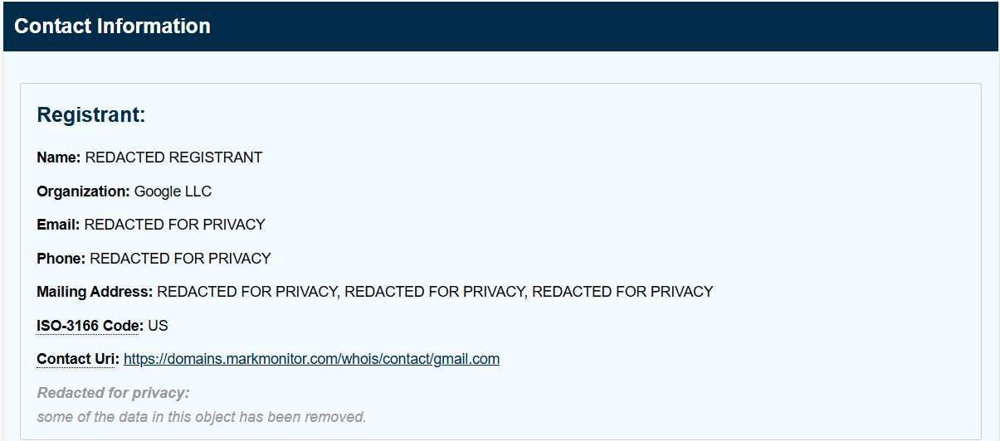 Contact Information
Registrant:
Name: REDACTED REGISTRANT
Organization: Google LLC
Email: REDACTED FOR PRIVACY
Phone: REDACTED FOR PRIVACY
Mailing Address: REDACTED FOR PRIVACY, REDACTED FOR PRIVACY, REDACTED FOR PRIVACY
ISO-3166 Code: US
Contact Uri: https://domains.markmonitor.com/whois/contact/gmail.com
Redacted for privacy:
some of the data in this object has been removed.